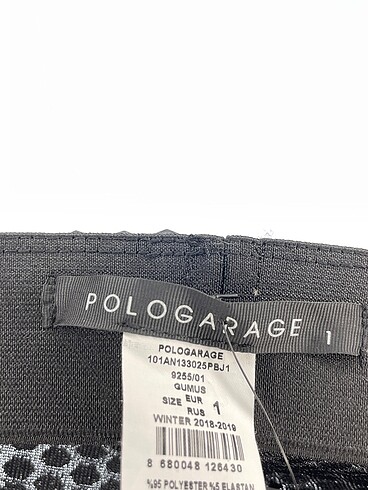 POLOGARAGE 1
POLOGARAGE
101AN133025PBJ1
9255/01
GUMUS
SIZE EUR RUS 1
WINTER 2018-2019
8 680048 126430
%95 POLYESTER %5 ELASTAN